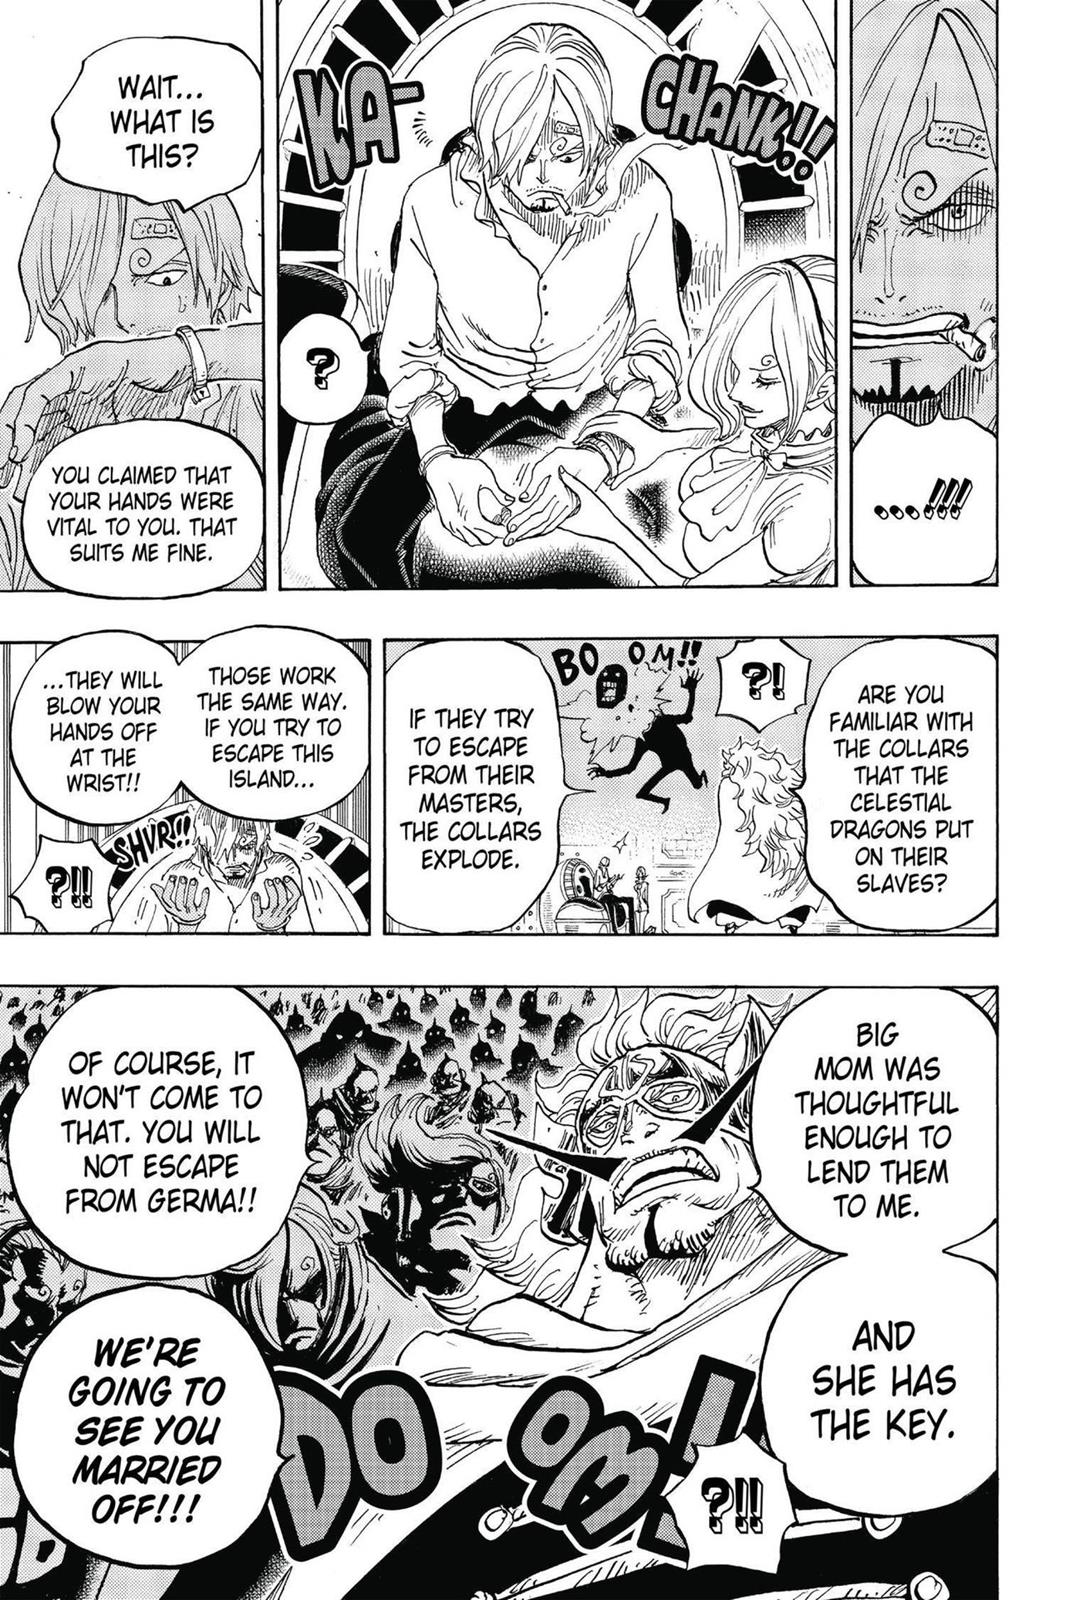 ...!!!
KA-
CHANK!!
?
WAIT...
WHAT IS
THIS?
YOU CLAIMED THAT
YOUR HANDS WERE
VITAL TO YOU. THAT
SUITS ME FINE.
ARE YOU
FAMILIAR WITH
THE COLLARS
THAT THE
CELESTIAL
DRAGONS PUT
ON THEIR
SLAVES?
?!
BOOOM!!
IF THEY TRY
TO ESCAPE
FROM THEIR
MASTERS,
THE COLLARS
EXPLODE.
THOSE WORK
THE SAME WAY.
IF YOU TRY TO
ESCAPE THIS
ISLAND...
...THEY WILL
BLOW YOUR
HANDS OFF
AT THE
WRIST!!
SHVR!!
?!!
BIG
MOM WAS
THOUGHTFUL
ENOUGH TO
LEND THEM
TO ME.
AND
SHE HAS
THE KEY.
?!!
OF COURSE, IT
WON'T COME TO
THAT. YOU WILL
NOT ESCAPE
FROM GERMA!!
WE'RE
GOING TO
SEE YOU
MARRIED
OFF!!!
DOOM!